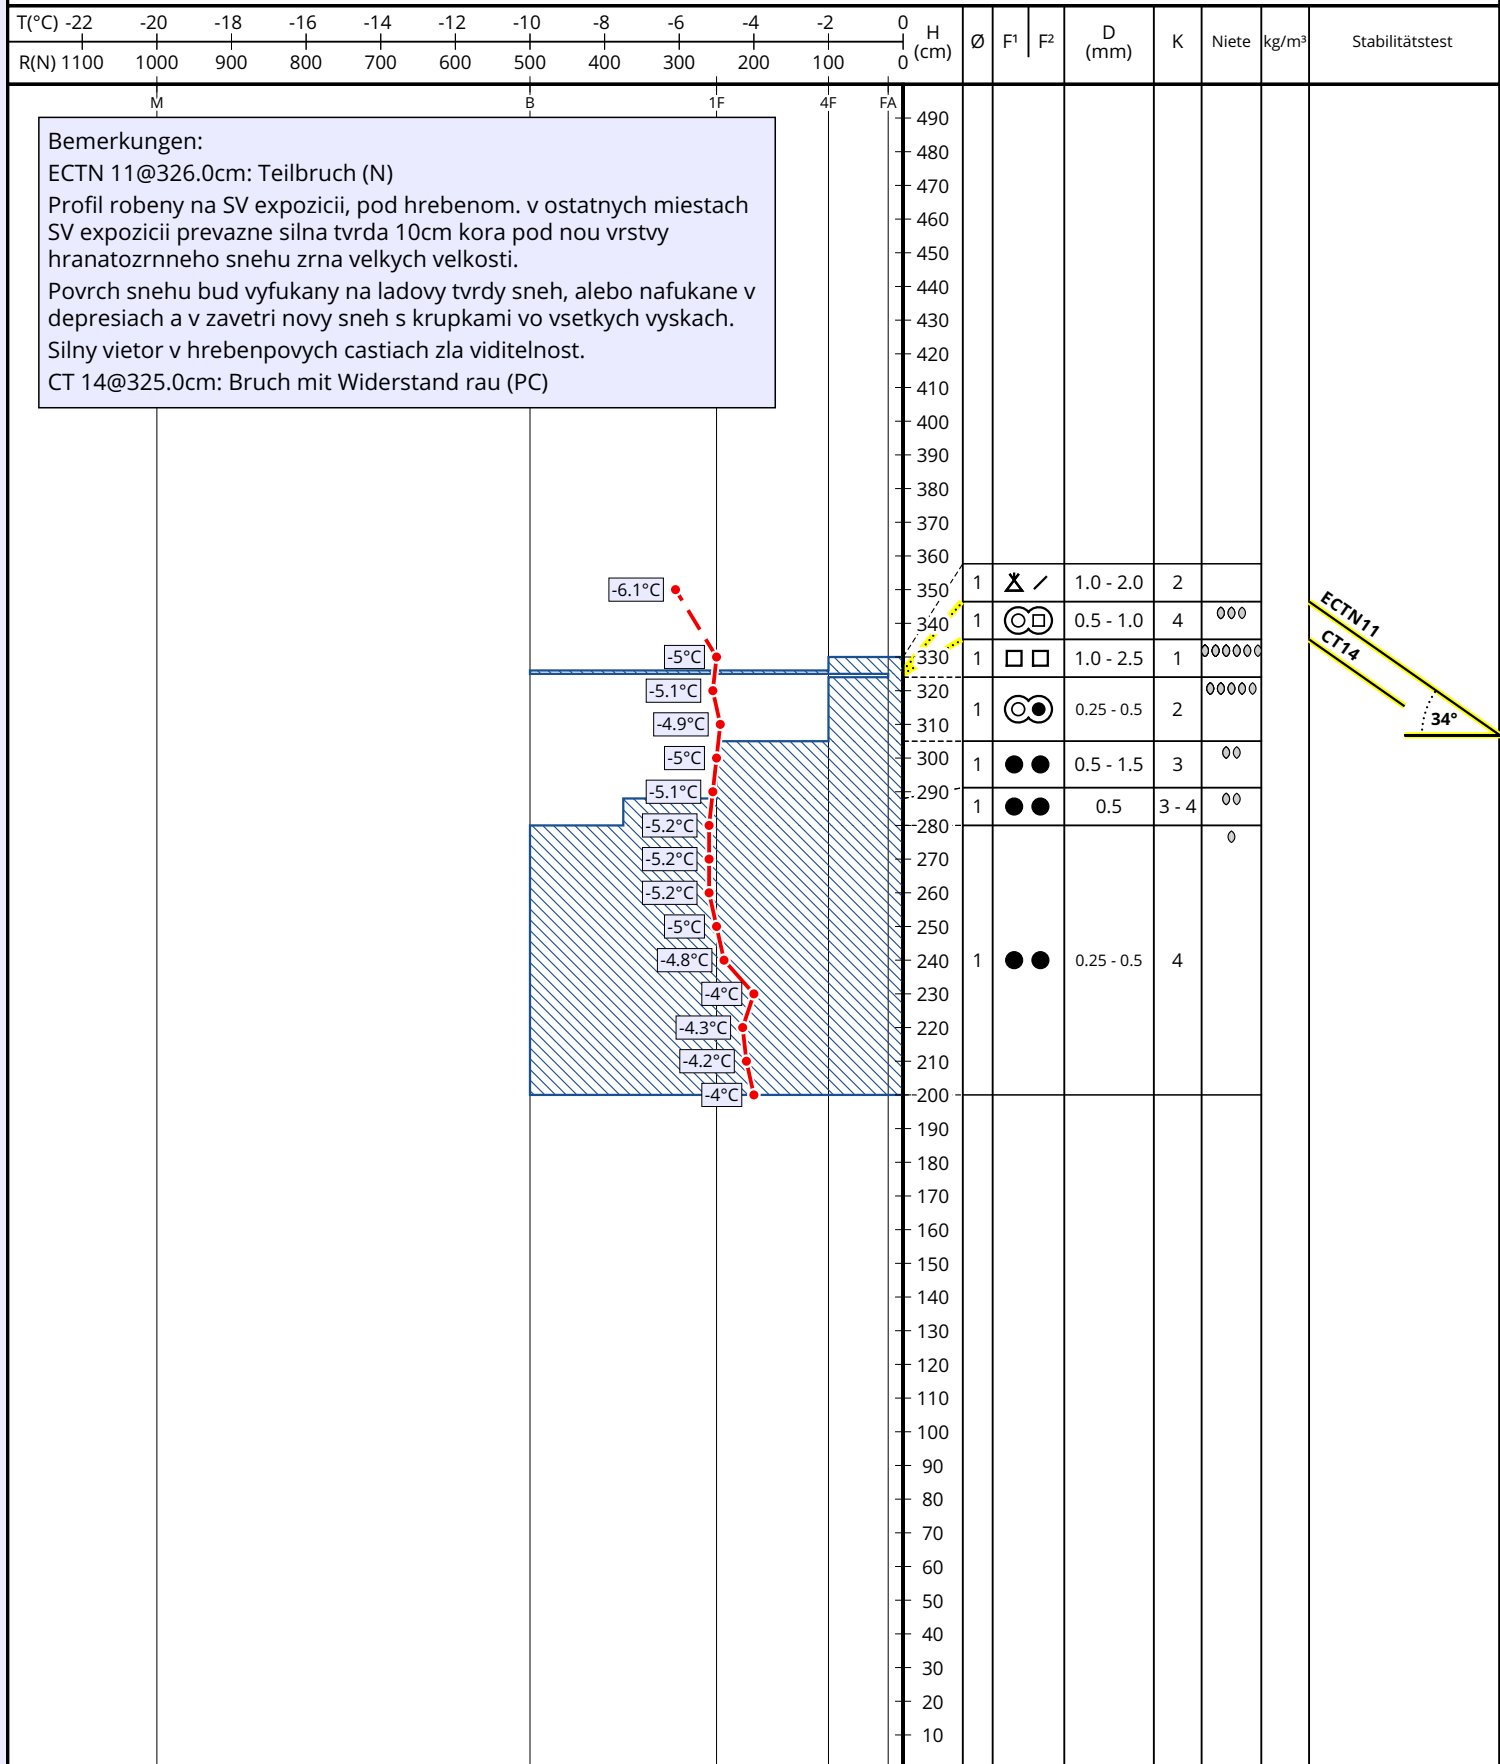 T(°C) -22 -20 -18 -16 -14 -12 -10 -8 -6 -4 -2 0
R(N) 1100 1000 900 800 700 600 500 400 300 200 100 0
H (cm) Ø F¹ F² D (mm) K Niete kg/m³ Stabilitätstest
M B 1F 4F FA
Bemerkungen:
ECTN 11@326.0cm: Teilbruch (N)
Profil robeny na SV expozicii, pod hrebenom. v ostatnych miestach
SV expozicii prevazne silna tvrda 10cm kora pod nou vrstvy
hranatozrnneho snehu zrna velkych velkosti.
Povrch snehu bud vyfukany na ladovy tvrdy sneh, alebo nafukane v
depresiach a v zavetri novy sneh s krupkami vo vsetkych vyskach.
Silny vietor v hrebenpovych castiach zla viditelnost.
CT 14@325.0cm: Bruch mit Widerstand rau (PC)
490
480
470
460
450
440
430
420
410
400
390
380
370
360
350
340
330
320
310
300
290
280
270
260
250
240
230
220
210
200
190
180
170
160
150
140
130
120
110
100
90
80
70
60
50
40
30
20
10
-6.1°C
-5°C
-5.1°C
-4.9°C
-5°C
-5.1°C
-5.2°C
-5.2°C
-5.2°C
-5°C
-4.8°C
-4°C
-4.3°C
-4.2°C
-4°C
1 1.0 - 2.0 2
1 0.5 - 1.0 4
1 1.0 - 2.5 1
1 0.25 - 0.5 2
1 0.5 - 1.5 3
1 0.5 3 - 4
1 0.25 - 0.5 4
ECTN11
CT14
34°